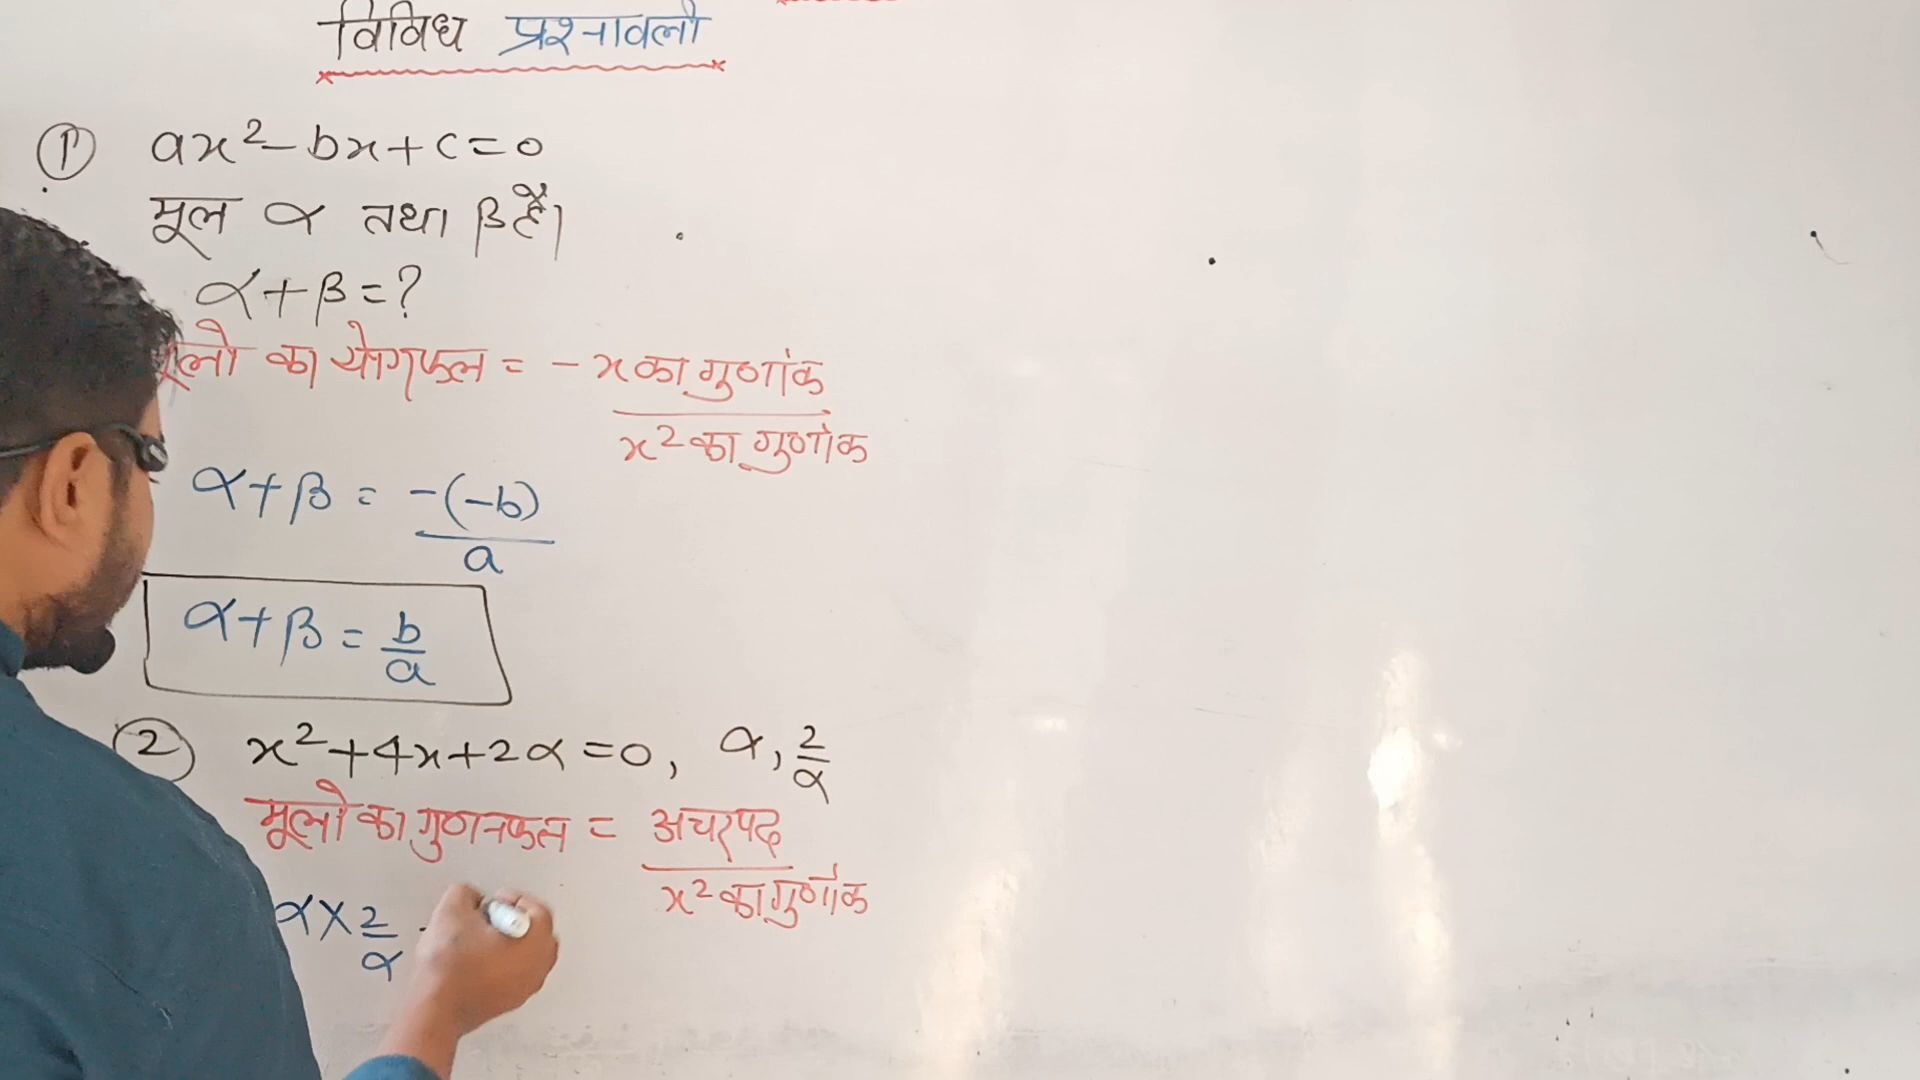 विविध प्रश्नावली
① ax² - bx + c = 0
मूल α तथा β है।
α + β = ?
मूलो का योगफल = - x का गुणांक / x² का गुणांक
α + β = -(-b) / a
α + β = b/a
② x² + 4x + 2α = 0, α, 2/α
मूलो का गुणनफल = अचरपद / x² का गुणांक
α × 2/α